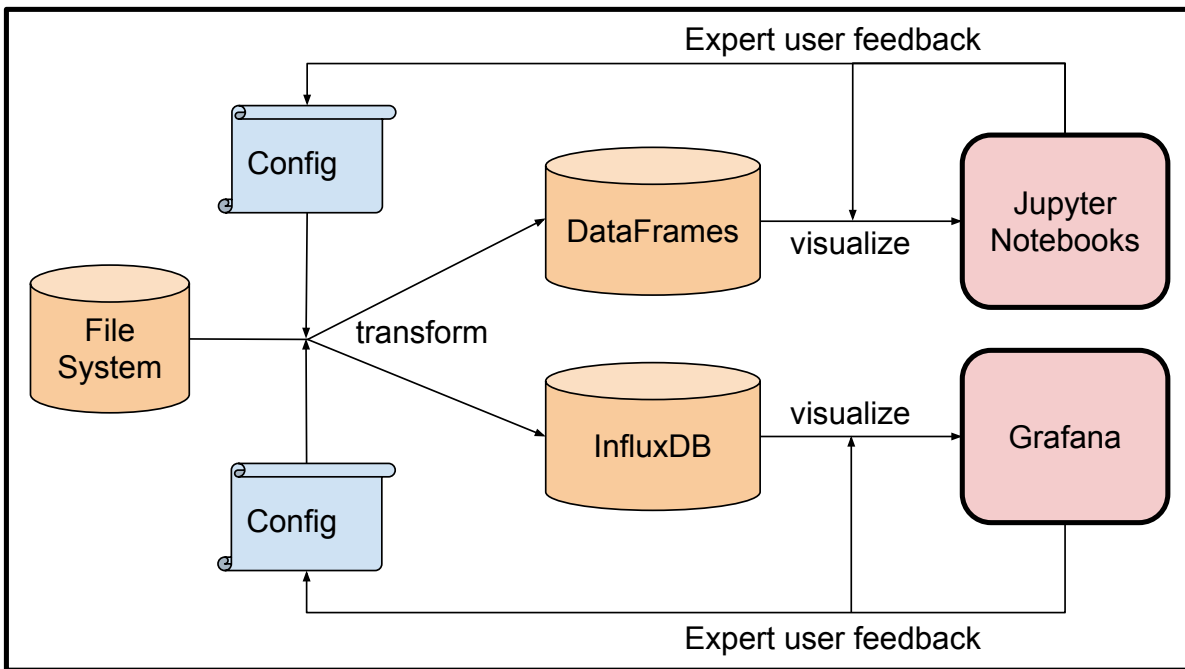 Expert user feedback
Config
DataFrames
visualize
Jupyter
Notebooks
File
System
transform
InfluxDB
visualize
Grafana
Config
Expert user feedback